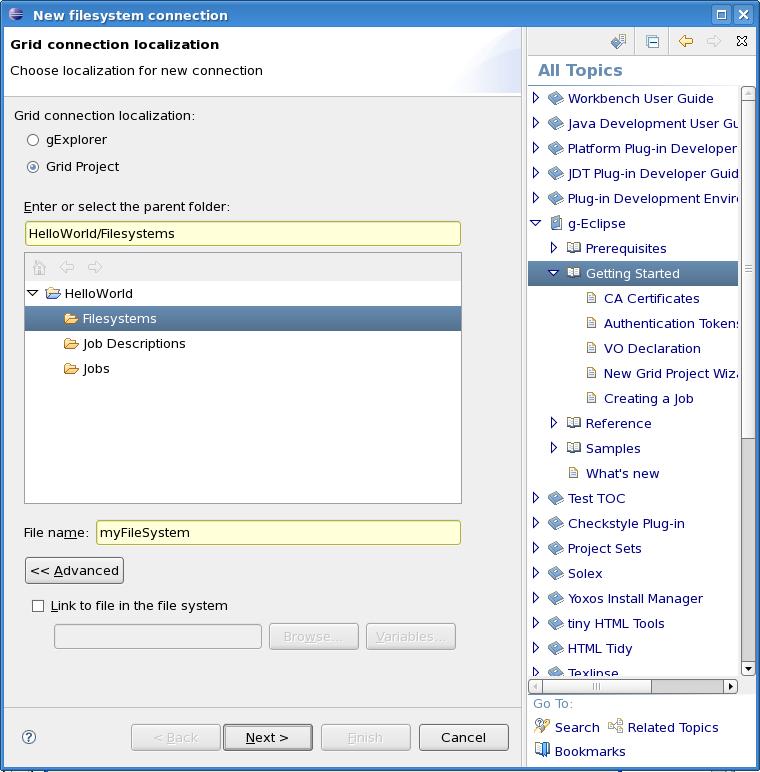 New filesystem connection
Grid connection localization
Choose localization for new connection
Grid connection localization:
gExplorer
Grid Project
Enter or select the parent folder:
HelloWorld/Filesystems
HelloWorld
Filesystems
Job Descriptions
Jobs
File name: myFileSystem
<< Advanced
Link to file in the file system
Browse... Variables...
< Back Next > Finish Cancel
All Topics
Workbench User Guide
Java Development User Gu
Platform Plug-in Developer
JDT Plug-in Developer Guid
Plug-in Development Envir
g-Eclipse
Prerequisites
Getting Started
CA Certificates
Authentication Tokens
VO Declaration
New Grid Project Wiza
Creating a Job
Reference
Samples
What's new
Test TOC
Checkstyle Plug-in
Project Sets
Solex
Yoxos Install Manager
tiny HTML Tools
HTML Tidy
Texlipse
Go To:
Search Related Topics
Bookmarks